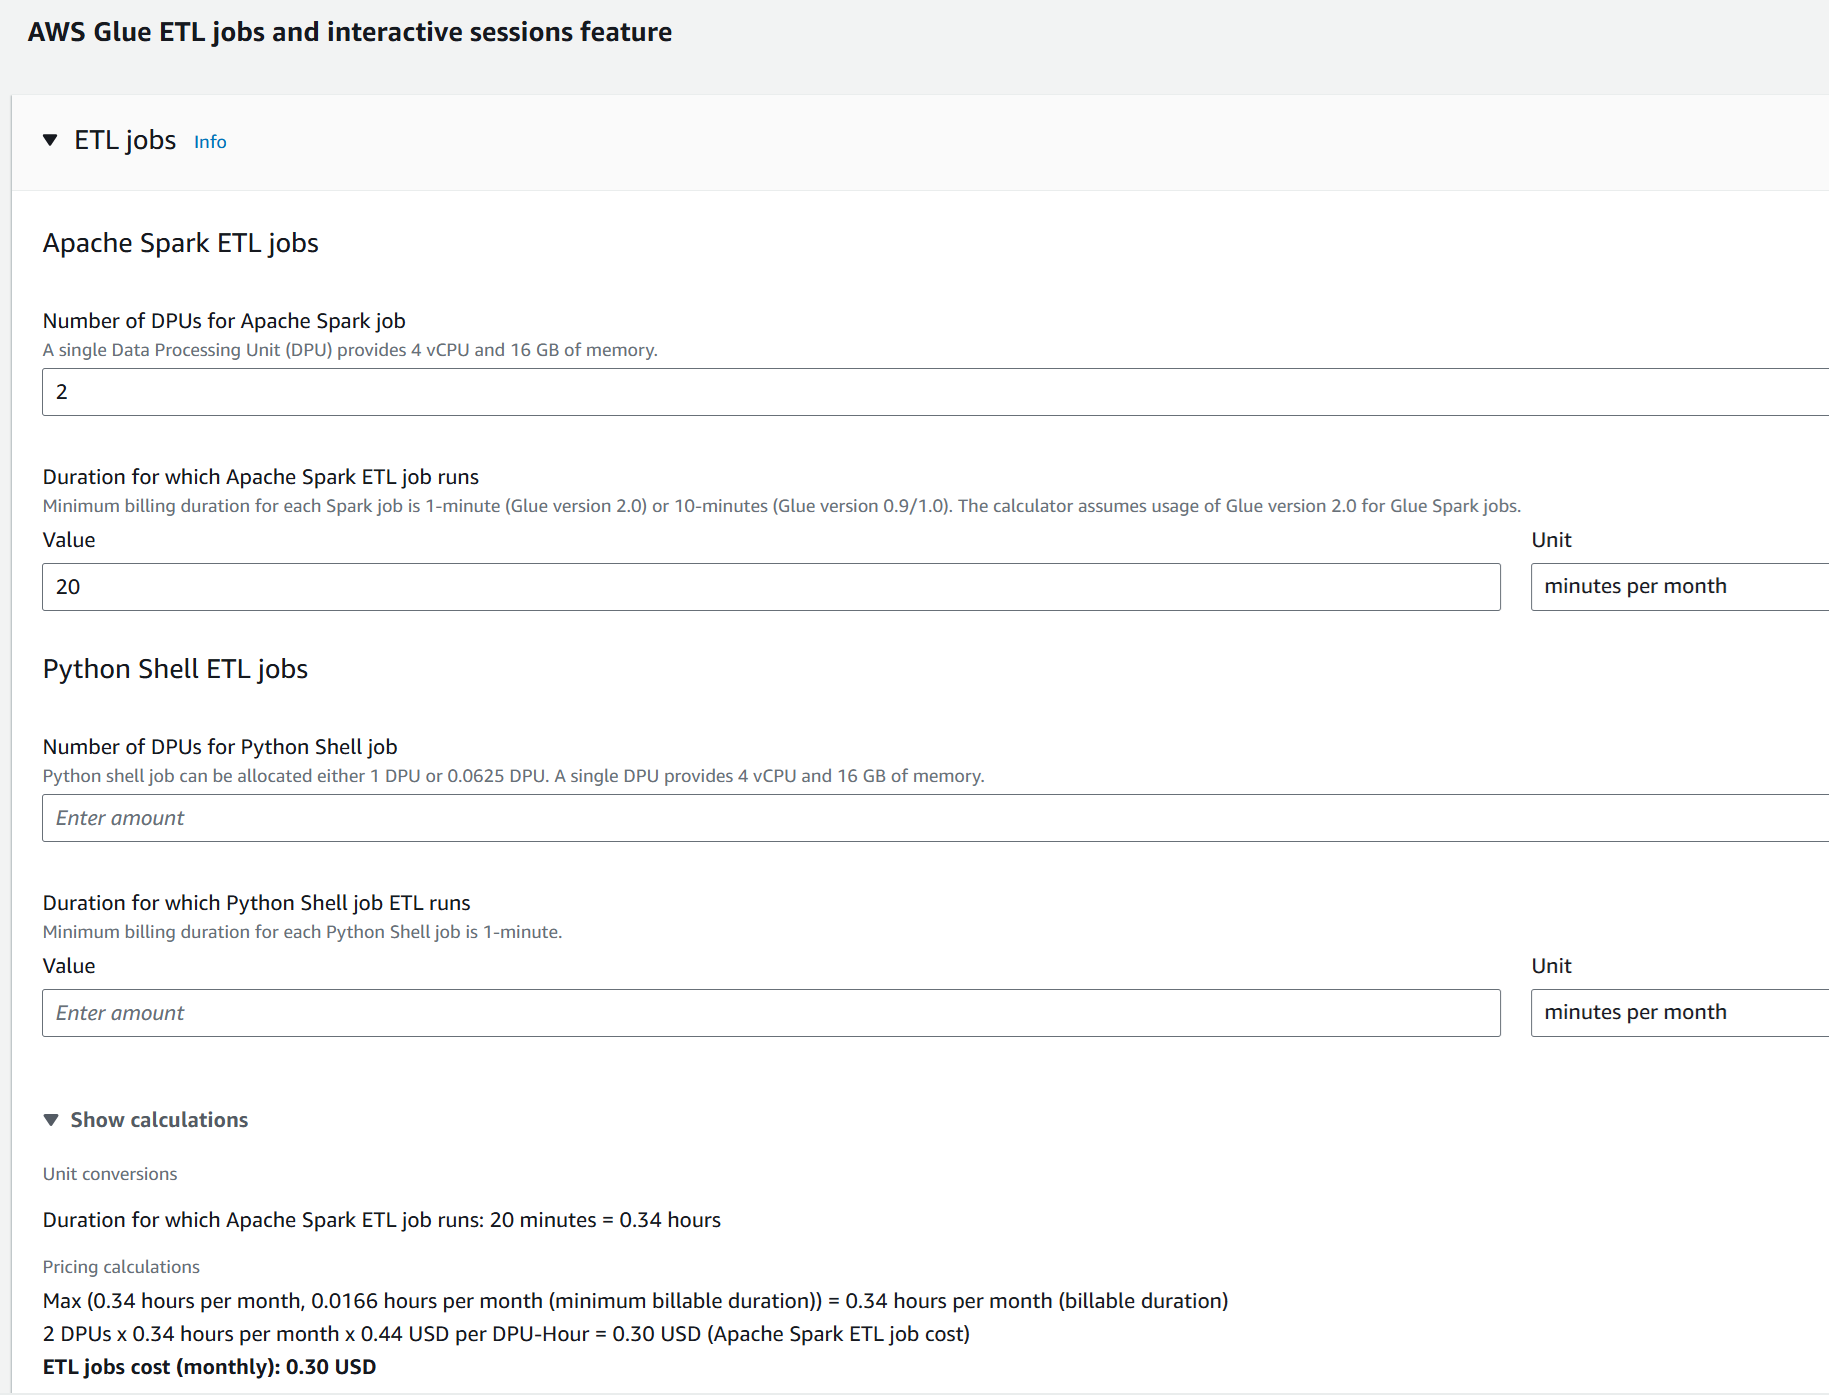 AWS Glue ETL jobs and interactive sessions feature
ETL jobs Info
Apache Spark ETL jobs
Number of DPUs for Apache Spark job
A single Data Processing Unit (DPU) provides 4 vCPU and 16 GB of memory.
2
Duration for which Apache Spark ETL job runs
Minimum billing duration for each Spark job is 1-minute (Glue version 2.0) or 10-minutes (Glue version 0.9/1.0). The calculator assumes usage of Glue version 2.0 for Glue Spark jobs.
Value Unit
20 minutes per month
Python Shell ETL jobs
Number of DPUs for Python Shell job
Python shell job can be allocated either 1 DPU or 0.0625 DPU. A single DPU provides 4 vCPU and 16 GB of memory.
Enter amount
Duration for which Python Shell job ETL runs
Minimum billing duration for each Python Shell job is 1-minute.
Value Unit
Enter amount minutes per month
Show calculations
Unit conversions
Duration for which Apache Spark ETL job runs: 20 minutes = 0.34 hours
Pricing calculations
Max (0.34 hours per month, 0.0166 hours per month (minimum billable duration)) = 0.34 hours per month (billable duration)
2 DPUs x 0.34 hours per month x 0.44 USD per DPU-Hour = 0.30 USD (Apache Spark ETL job cost)
ETL jobs cost (monthly): 0.30 USD